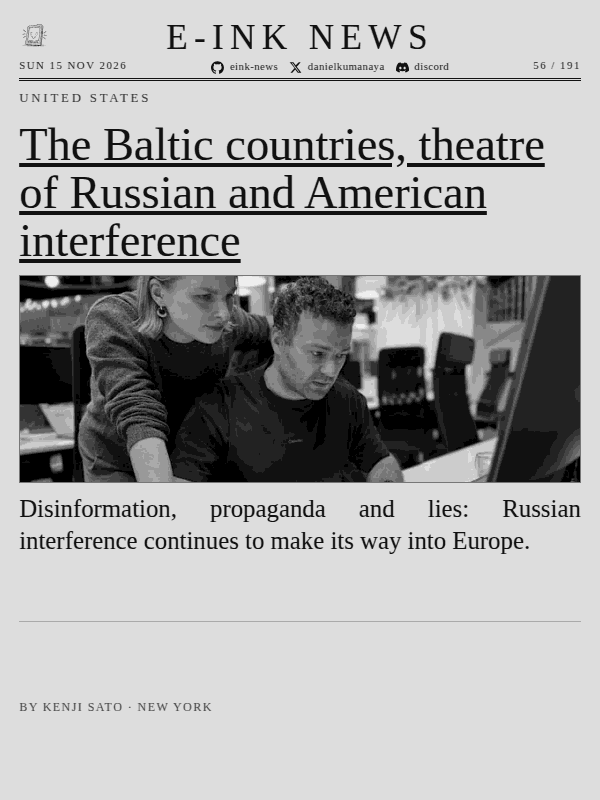 E-INK NEWS
SUN 15 NOV 2026
eink-news danielkumanaya discord
56 / 191
UNITED STATES
The Baltic countries, theatre
of Russian and American
interference
Disinformation, propaganda and lies: Russian
interference continues to make its way into Europe.
BY KENJI SATO · NEW YORK